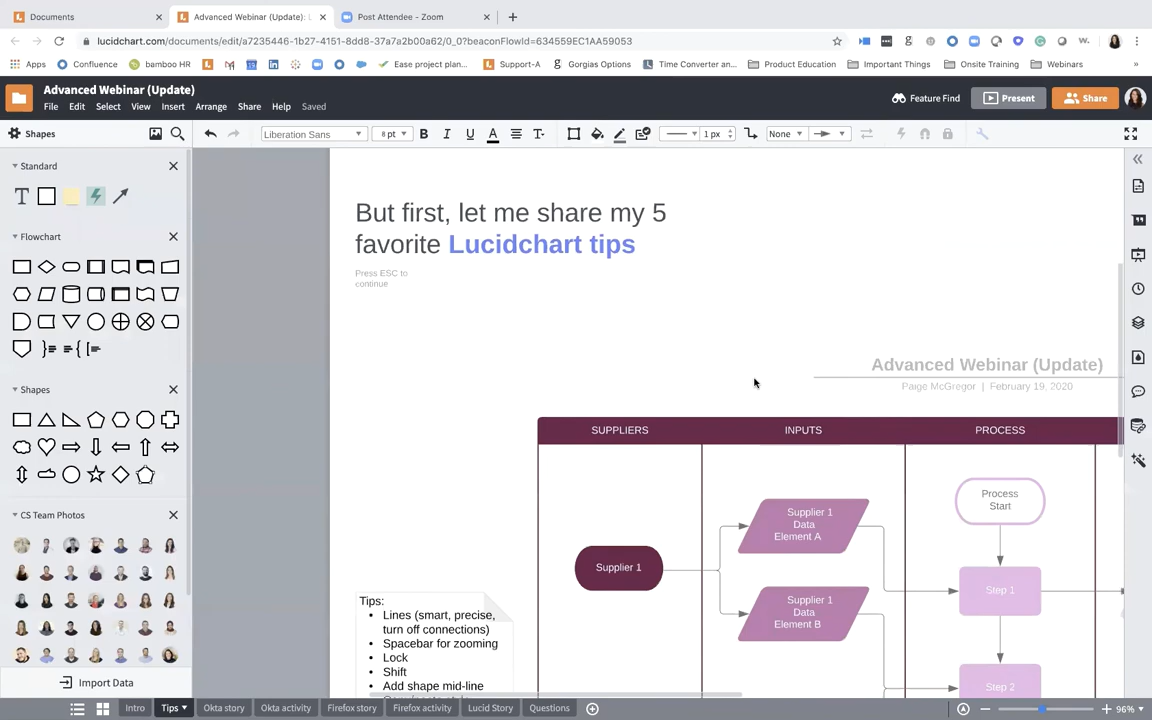 Documents
Advanced Webinar (Update): L
Post Attendee - Zoom
lucidchart.com/documents/edit/a7235446-1b27-4151-8dd8-37a7a2b00a62/0_0?beaconFlowId=634559EC1AA59053
Apps
Confluence
bamboo HR
Ease project plan...
Support-A
Gorgias Options
Time Converter an...
Product Education
Important Things
Onsite Training
Webinars
Advanced Webinar (Update)
File Edit Select View Insert Arrange Share Help Saved
Feature Find
Present
Share
Shapes
Liberation Sans
8 pt
1 px
None
Standard
Flowchart
Shapes
CS Team Photos
Import Data
But first, let me share my 5
favorite Lucidchart tips
Press ESC to
continue
Advanced Webinar (Update)
Paige McGregor | February 19, 2020
SUPPLIERS
INPUTS
PROCESS
Process
Start
Supplier 1
Data
Element A
Supplier 1
Step 1
Supplier 1
Data
Element B
Step 2
Tips:
• Lines (smart, precise,
turn off connections)
• Spacebar for zooming
• Lock
• Shift
• Add shape mid-line
Intro
Tips
Okta story
Okta activity
Firefox story
Firefox activity
Lucid Story
Questions
96%